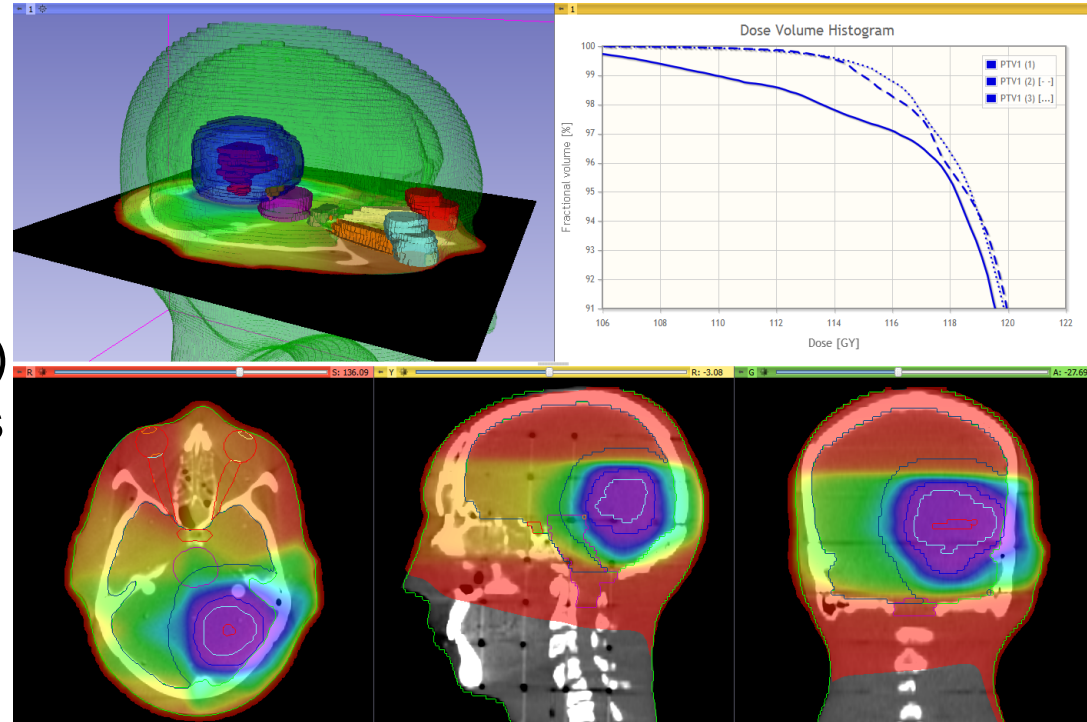 1
1
Dose Volume Histogram
Fractional volume [%]
100
99
98
97
96
95
94
93
92
91
PTV1 (1)
PTV1 (2) [- -]
PTV1 (3) [...]
106
108
110
112
114
116
118
120
122
Dose [GY]
)
s
R
S: 136.09
Y
R: -3.08
G
A: -27.69